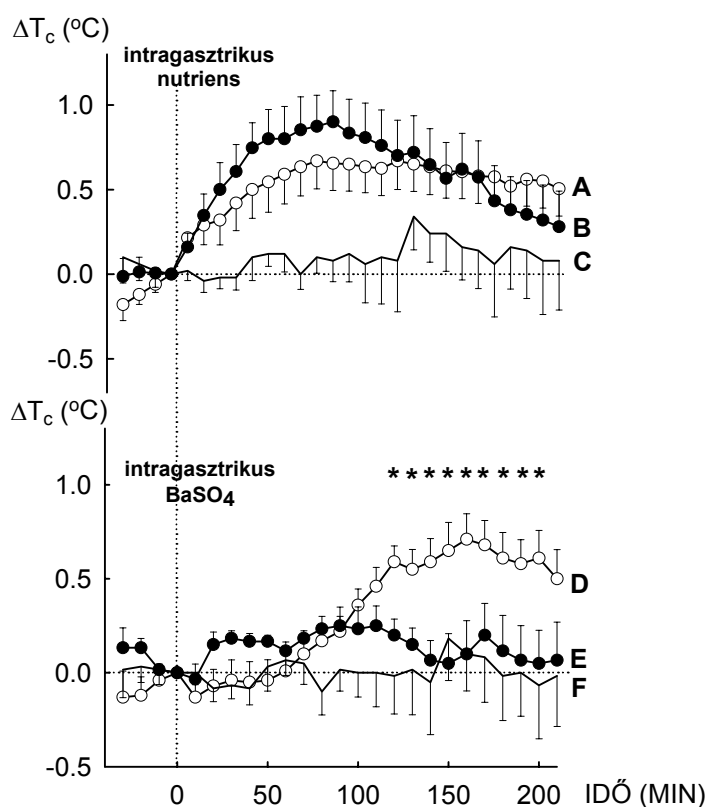 ΔTc (oC)
intragasztrikus
nutriens
1.0
0.5
0.0
-0.5
A
B
C
ΔTc (oC)
intragasztrikus
BaSO4
* * * * * * * * *
1.0
0.5
0.0
-0.5
D
E
F
0 50 100 150 200 IDŐ (MIN)